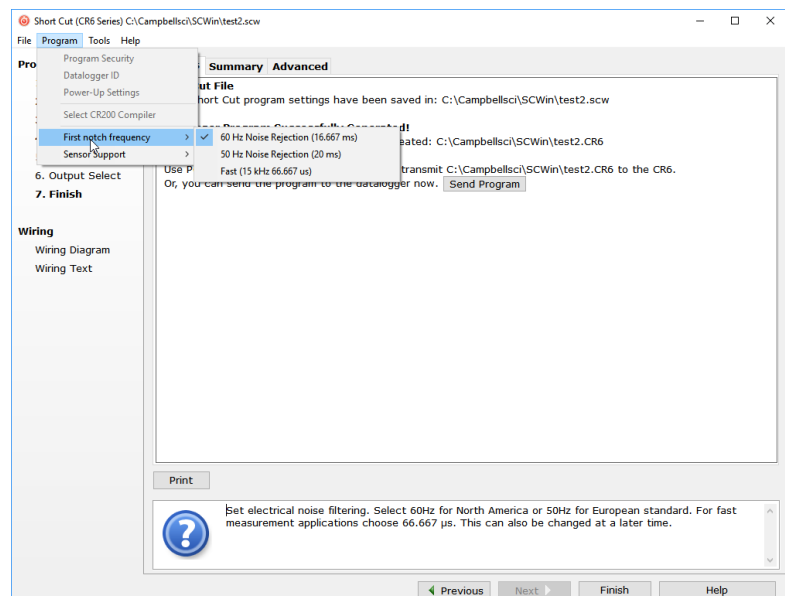 Short Cut (CR6 Series) C:\Campbellsci\SCWin\test2.scw
File Program Tools Help
Program Security
Datalogger ID
Power-Up Settings
Select CR200 Compiler
First notch frequency
Sensor Support
60 Hz Noise Rejection (16.667 ms)
50 Hz Noise Rejection (20 ms)
Fast (15 kHz 66.667 us)
Pro
6. Output Select
7. Finish
Wiring
Wiring Diagram
Wiring Text
Summary Advanced
ut File
hort Cut program settings have been saved in: C:\Campbellsci\SCWin\test2.scw
eated: C:\Campbellsci\SCWin\test2.CR6
Use P
transmit C:\Campbellsci\SCWin\test2.CR6 to the CR6.
Or, you can send the program to the datalogger now. Send Program
Print
Set electrical noise filtering. Select 60Hz for North America or 50Hz for European standard. For fast
measurement applications choose 66.667 µs. This can also be changed at a later time.
Previous Next Finish Help